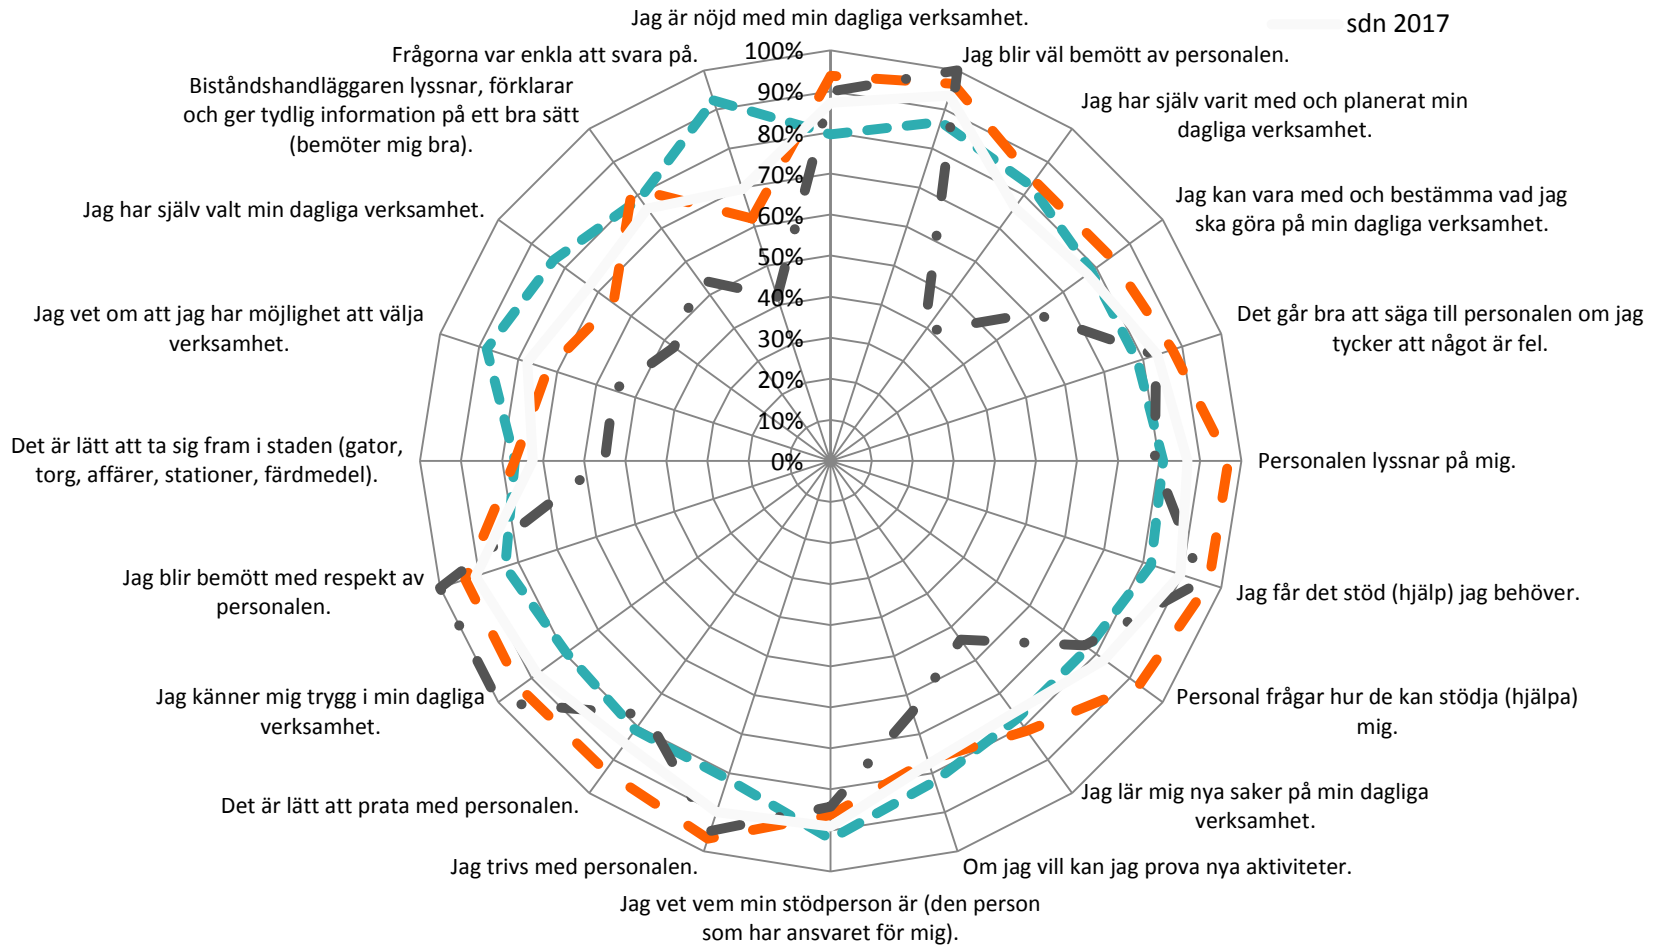 Jag är nöjd med min dagliga verksamhet.
sdn 2017
Jag blir väl bemött av personalen.
Jag har själv varit med och planerat min
dagliga verksamhet.
Jag kan vara med och bestämma vad jag
ska göra på min dagliga verksamhet.
Det går bra att säga till personalen om jag
tycker att något är fel.
Personalen lyssnar på mig.
Jag får det stöd (hjälp) jag behöver.
Personal frågar hur de kan stödja (hjälpa)
mig.
Jag lär mig nya saker på min dagliga
verksamhet.
Om jag vill kan jag prova nya aktiviteter.
Jag vet vem min stödperson är (den person
som har ansvaret för mig).
Jag trivs med personalen.
Det är lätt att prata med personalen.
Jag känner mig trygg i min dagliga
verksamhet.
Jag blir bemött med respekt av
personalen.
Det är lätt att ta sig fram i staden (gator,
torg, affärer, stationer, färdmedel).
Jag vet om att jag har möjlighet att välja
verksamhet.
Jag har själv valt min dagliga verksamhet.
Biståndshandläggaren lyssnar, förklarar
och ger tydlig information på ett bra sätt
(bemöter mig bra).
Frågorna var enkla att svara på.
100%
90%
80%
70%
60%
50%
40%
30%
20%
10%
0%